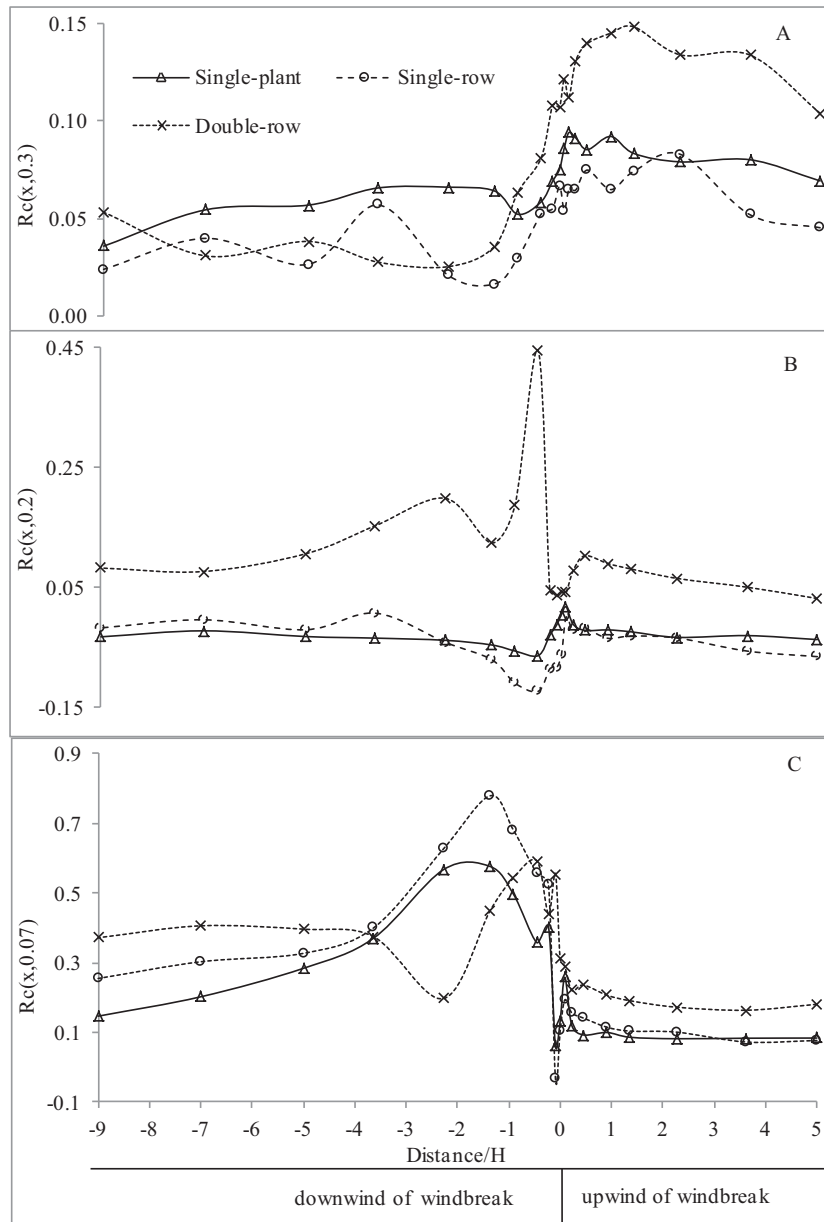 A
0.15
0.10
0.05
0.00
Rc(x,0.3)
Single-plant
Single-row
Double-row
B
0.45
0.25
0.05
-0.15
Rc(x,0.2)
C
0.9
0.7
0.5
0.3
0.1
-0.1
Rc(x,0.07)
-9 -7 -5 -3 -2 -1 0 1 2 3 4 5
Distance/H
downwind of windbreak upwind of windbreak